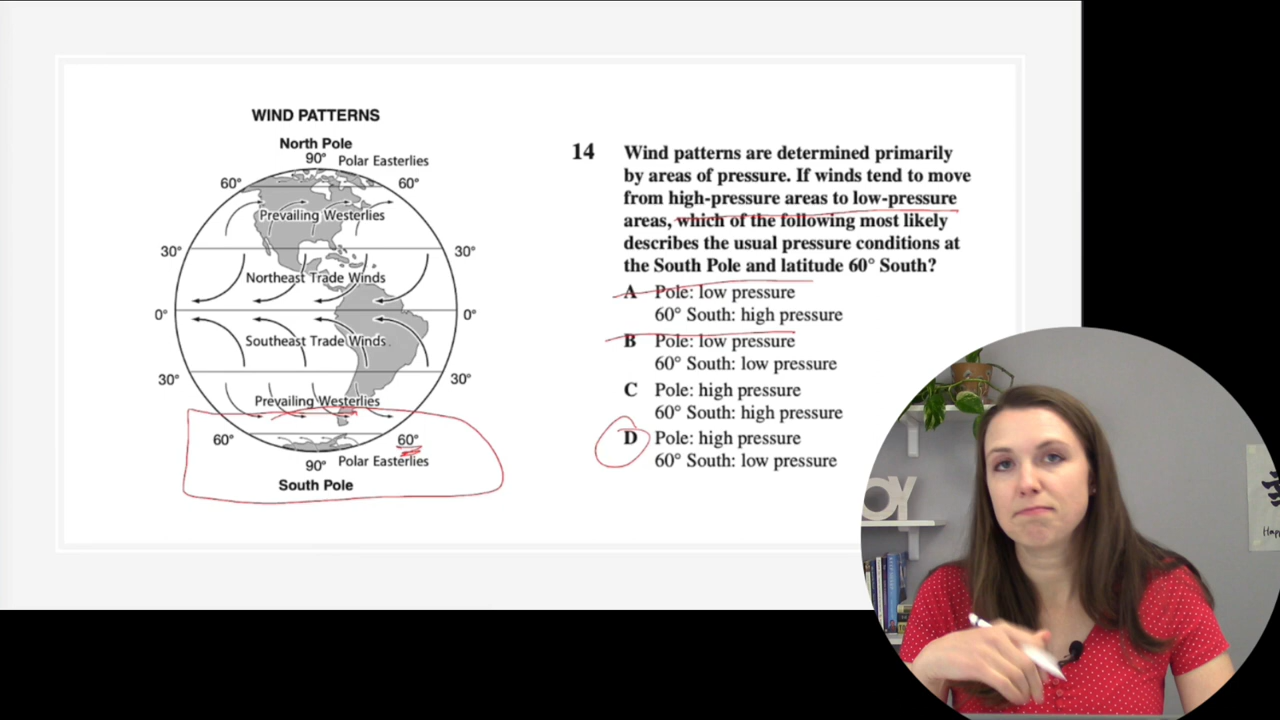 WIND PATTERNS
North Pole
90° Polar Easterlies
60° 60°
Prevailing Westerlies
30° 30°
Northeast Trade Winds
0° 0°
Southeast Trade Winds
30° 30°
Prevailing Westerlies
60° 60°
90° Polar Easterlies
South Pole
14 Wind patterns are determined primarily
by areas of pressure. If winds tend to move
from high-pressure areas to low-pressure
areas, which of the following most likely
describes the usual pressure conditions at
the South Pole and latitude 60° South?
A Pole: low pressure
60° South: high pressure
B Pole: low pressure
60° South: low pressure
C Pole: high pressure
60° South: high pressure
D Pole: high pressure
60° South: low pressure
OY
Happ